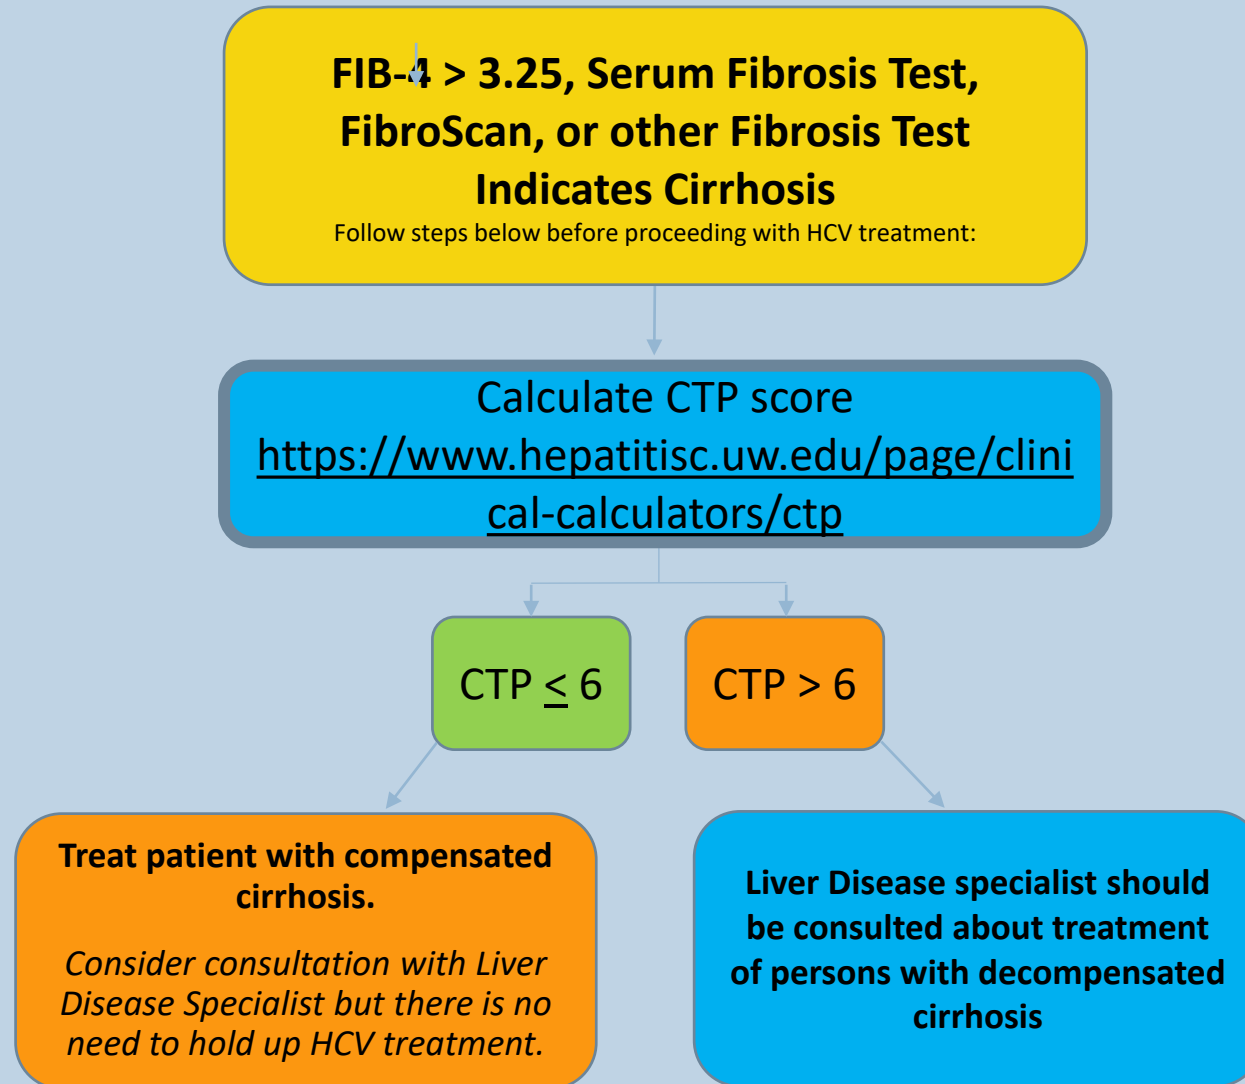 FIB-4 > 3.25, Serum Fibrosis Test,
FibroScan, or other Fibrosis Test
Indicates Cirrhosis
Follow steps below before proceeding with HCV treatment:
Calculate CTP score
https://www.hepatitisc.uw.edu/page/clini
cal-calculators/ctp
CTP ≤ 6
CTP > 6
Treat patient with compensated
cirrhosis.
Consider consultation with Liver
Disease Specialist but there is no
need to hold up HCV treatment.
Liver Disease specialist should
be consulted about treatment
of persons with decompensated
cirrhosis